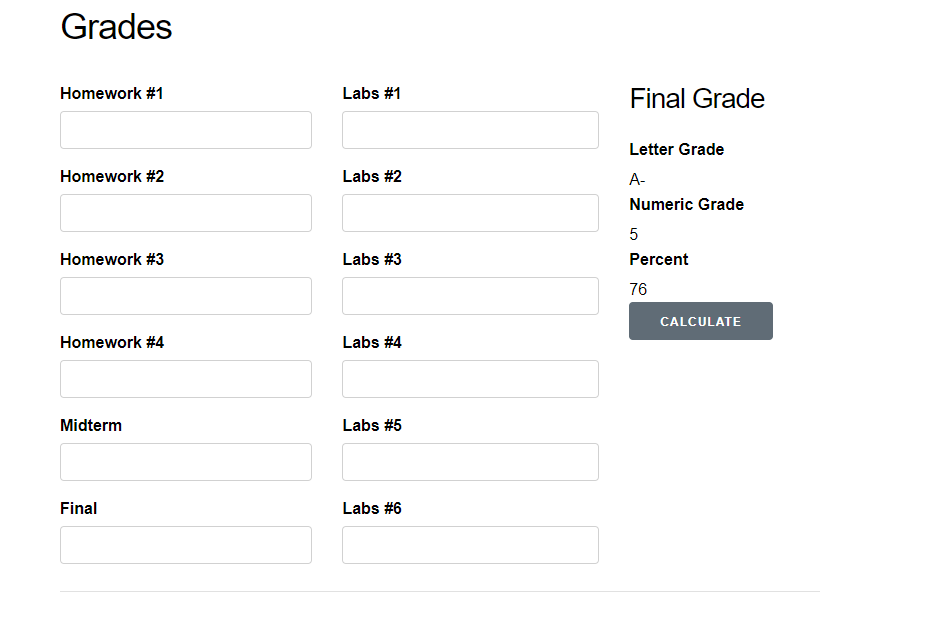 Grades
Homework #1
Homework #2
Homework #3
Homework #4
Midterm
Final
Labs #1
Labs #2
Labs #3
Labs #4
Labs #5
Labs #6
Final Grade
Letter Grade
A-
Numeric Grade
5
Percent
76
CALCULATE